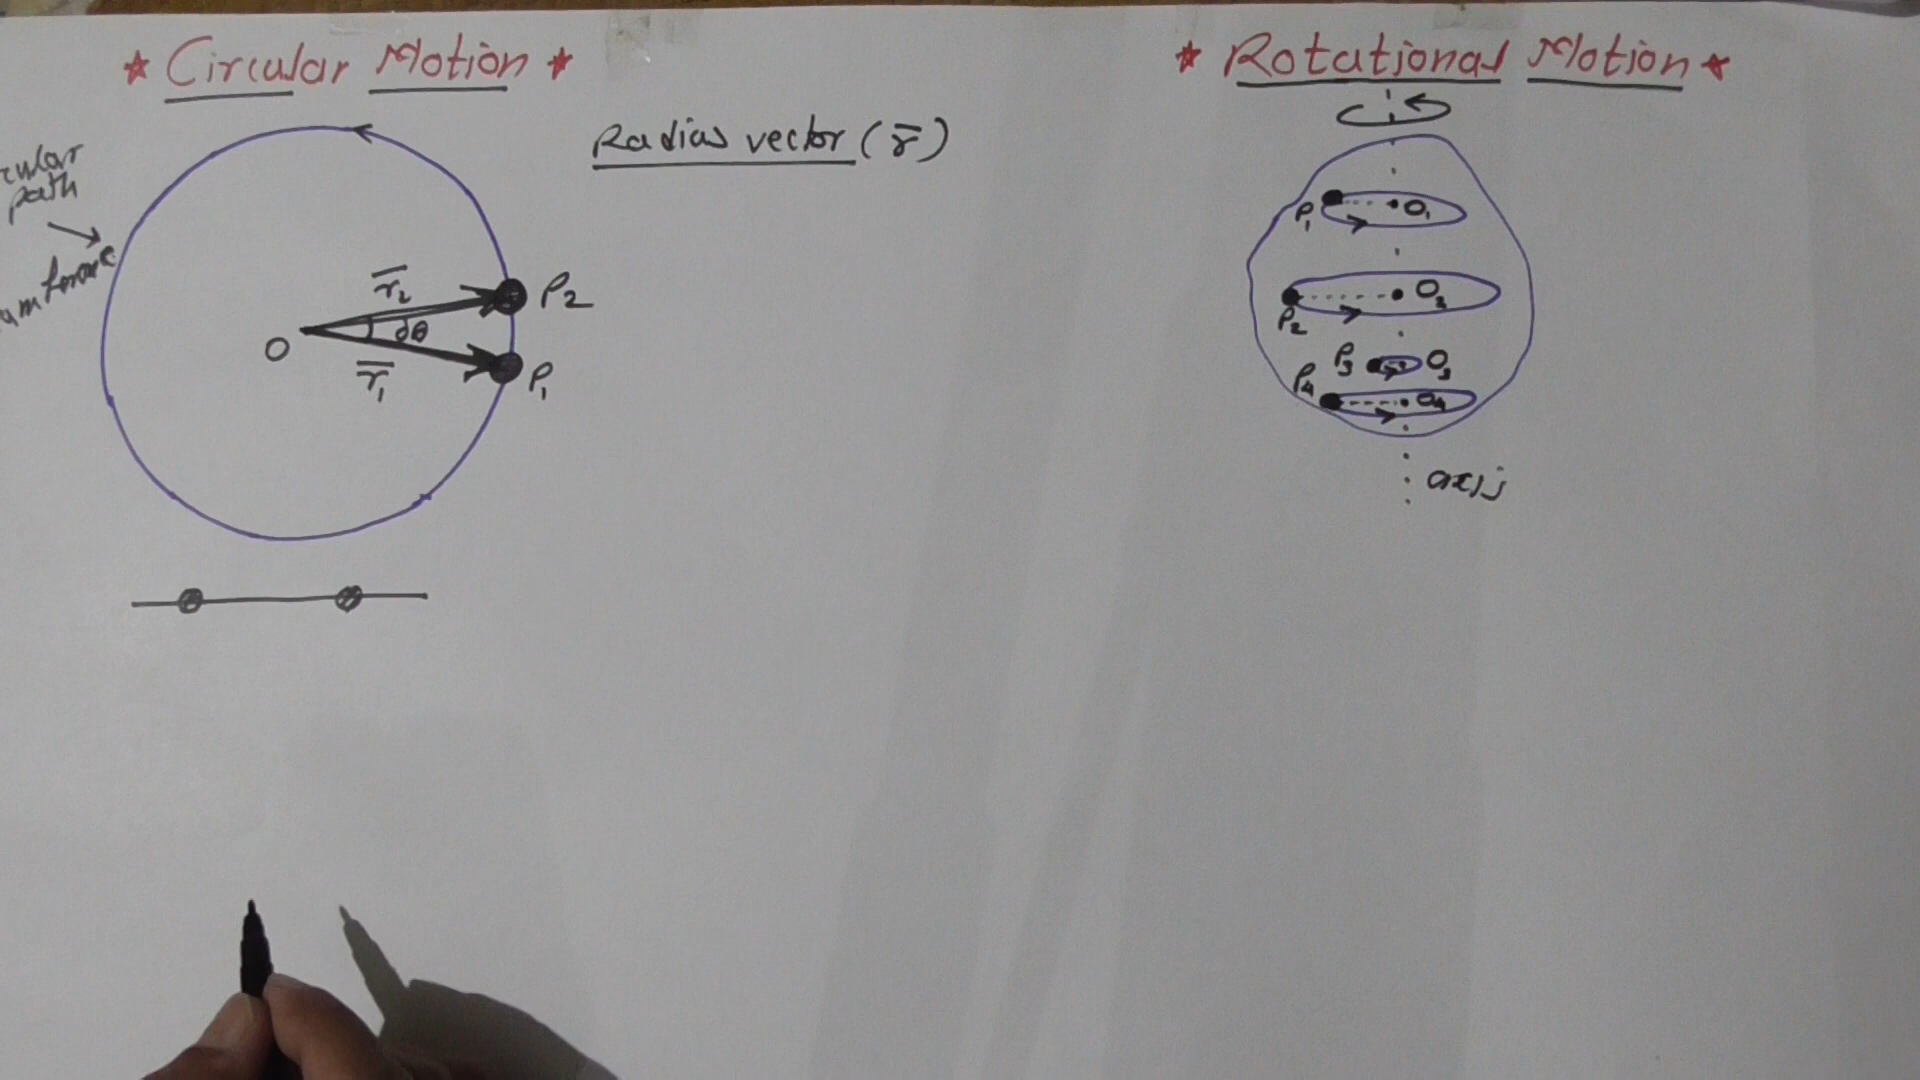 ★ Circular Motion ★
Radius vector (r̅)
path
r̅₂
P₂
dθ
O
r̅₁
P₁
★ Rotational Motion ★
P₁ O₁
P₂ O₂
P₃ O₃
P₄ O₄
axis